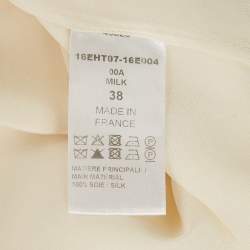 16EHT07-16E004
00A
MILK
38
MADE IN
FRANCE
MATIERE PRINCIPALE /
MAIN MATERIAL
100% SOIE / SILK